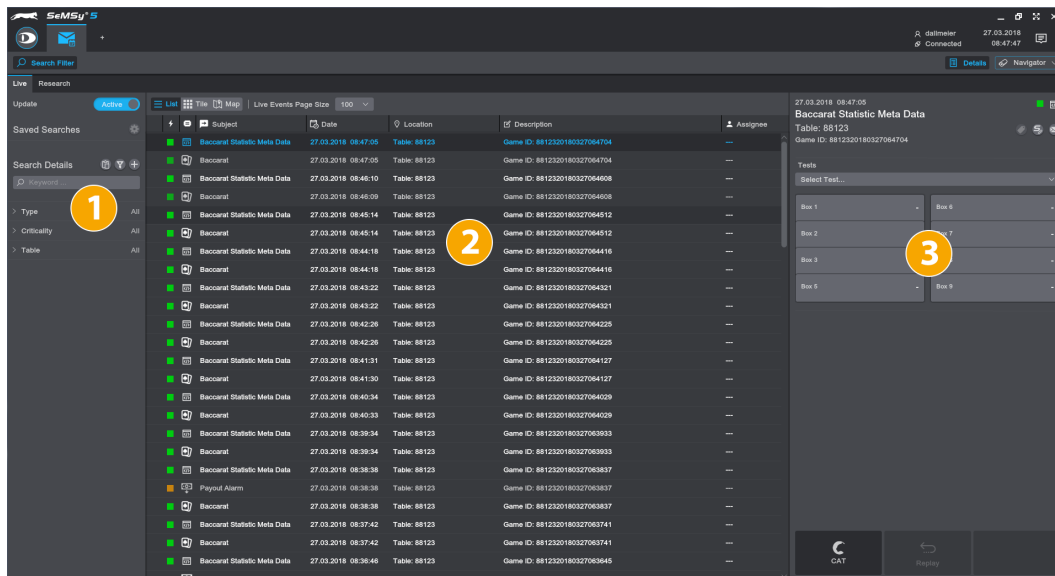 SeMSy®5
D
+
dallmeier 27.03.2018
Connected 08:47:47
Search Filter Details Navigator
Live Research
Update Active List Tile Map Live Events Page Size 100
Saved Searches
Subject Date Location Description Assignee
Search Details
Keyword ...
Type All
Criticality All
Table All
1
2
3
Baccarat Statistic Meta Data 27.03.2018 08:47:05 Table: 88123 Game ID: 8812320180327064704 ---
Baccarat 27.03.2018 08:47:05 Table: 88123 Game ID: 8812320180327064704 ---
Baccarat Statistic Meta Data 27.03.2018 08:46:10 Table: 88123 Game ID: 8812320180327064608 ---
Baccarat 27.03.2018 08:46:09 Table: 88123 Game ID: 8812320180327064608 ---
Baccarat Statistic Meta Data 27.03.2018 08:45:14 Table: 88123 Game ID: 8812320180327064512 ---
Baccarat 27.03.2018 08:45:14 Table: 88123 Game ID: 8812320180327064512 ---
Baccarat Statistic Meta Data 27.03.2018 08:44:18 Table: 88123 Game ID: 8812320180327064416 ---
Baccarat 27.03.2018 08:44:18 Table: 88123 Game ID: 8812320180327064416 ---
Baccarat Statistic Meta Data 27.03.2018 08:43:22 Table: 88123 Game ID: 8812320180327064321 ---
Baccarat 27.03.2018 08:43:22 Table: 88123 Game ID: 8812320180327064321 ---
Baccarat Statistic Meta Data 27.03.2018 08:42:26 Table: 88123 Game ID: 8812320180327064225 ---
Baccarat 27.03.2018 08:42:26 Table: 88123 Game ID: 8812320180327064225 ---
Baccarat Statistic Meta Data 27.03.2018 08:41:31 Table: 88123 Game ID: 8812320180327064127 ---
Baccarat 27.03.2018 08:41:30 Table: 88123 Game ID: 8812320180327064127 ---
Baccarat Statistic Meta Data 27.03.2018 08:40:34 Table: 88123 Game ID: 8812320180327064029 ---
Baccarat 27.03.2018 08:40:33 Table: 88123 Game ID: 8812320180327064029 ---
Baccarat Statistic Meta Data 27.03.2018 08:39:34 Table: 88123 Game ID: 8812320180327063933 ---
Baccarat 27.03.2018 08:39:34 Table: 88123 Game ID: 8812320180327063933 ---
Baccarat Statistic Meta Data 27.03.2018 08:38:38 Table: 88123 Game ID: 8812320180327063837 ---
Payout Alarm 27.03.2018 08:38:38 Table: 88123 Game ID: 8812320180327063837 ---
Baccarat 27.03.2018 08:38:38 Table: 88123 Game ID: 8812320180327063837 ---
Baccarat Statistic Meta Data 27.03.2018 08:37:42 Table: 88123 Game ID: 8812320180327063741 ---
Baccarat 27.03.2018 08:37:42 Table: 88123 Game ID: 8812320180327063741 ---
Baccarat Statistic Meta Data 27.03.2018 08:36:46 Table: 88123 Game ID: 8812320180327063645 ---
27.03.2018 08:47:05
Baccarat Statistic Meta Data
Table: 88123
Game ID: 8812320180327064704
Tests
Select Test...
Box 1 - Box 6 -
Box 2 - 7 -
Box 3 - -
Box 5 - Box 9 -
CAT Replay